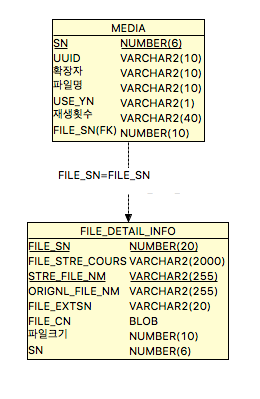 MEDIA
SN NUMBER(6)
UUID VARCHAR2(10)
확장자 VARCHAR2(10)
파일명 VARCHAR2(10)
USE_YN VARCHAR2(1)
재생횟수 VARCHAR2(40)
FILE_SN(FK) NUMBER(10)
FILE_SN=FILE_SN
FILE_DETAIL_INFO
FILE_SN NUMBER(20)
FILE_STRE_COURS VARCHAR2(2000)
STRE_FILE_NM VARCHAR2(255)
ORIGNL_FILE_NM VARCHAR2(255)
FILE_EXTSN VARCHAR2(20)
FILE_CN BLOB
파일크기 NUMBER(10)
SN NUMBER(6)